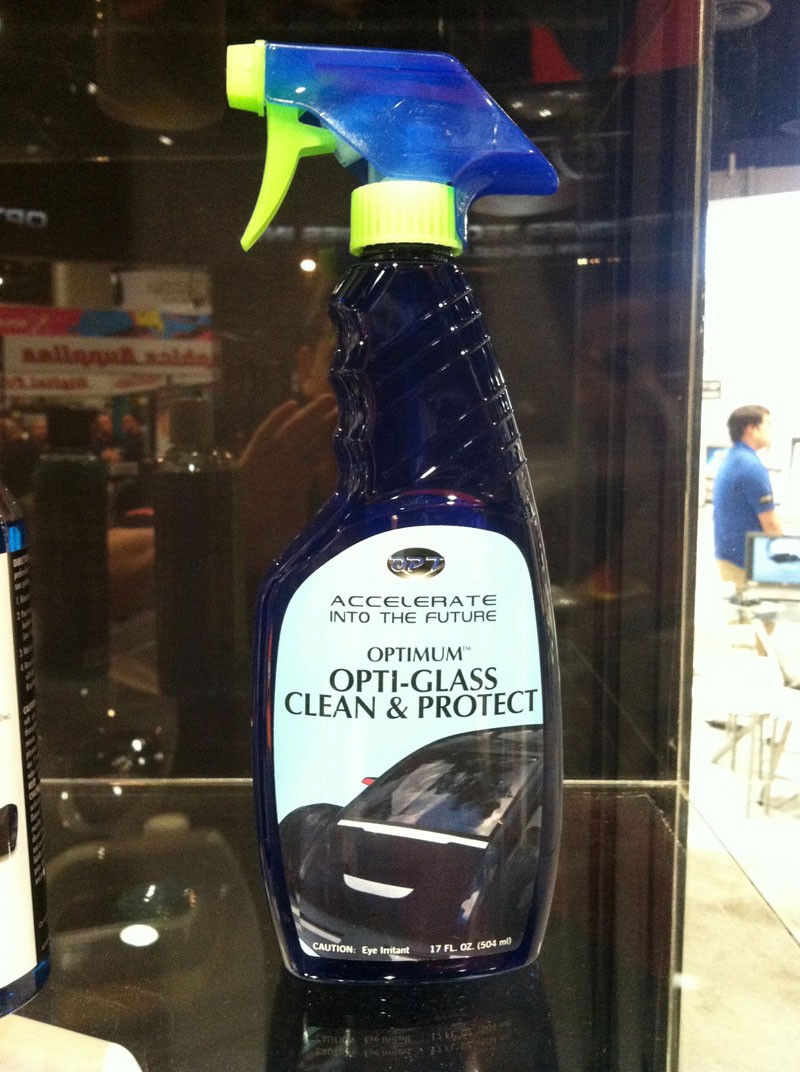 OPT
ACCELERATE
INTO THE FUTURE
OPTIMUM™
OPTI-GLASS
CLEAN & PROTECT
CAUTION: Eye Irritant 17 FL. OZ. (504 ml)